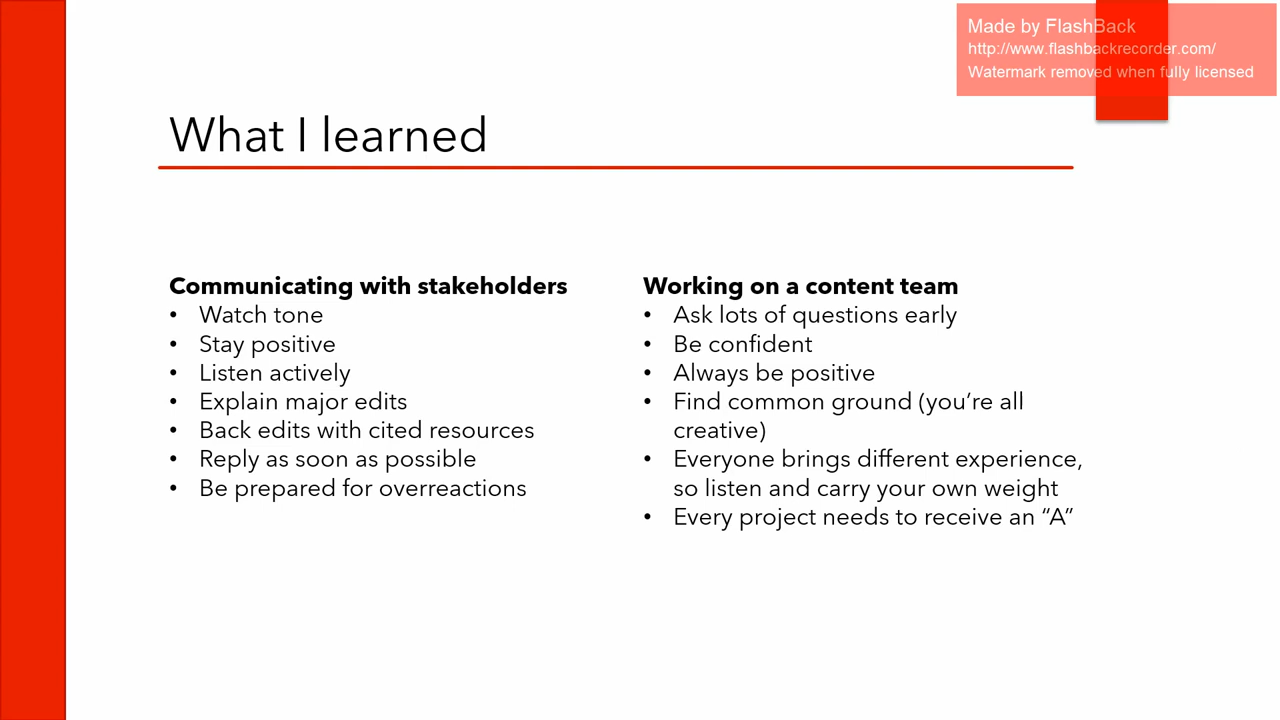 Made by FlashBack
http://www.flashbackrecorder.com/
Watermark removed when fully licensed
What I learned
Communicating with stakeholders
• Watch tone
• Stay positive
• Listen actively
• Explain major edits
• Back edits with cited resources
• Reply as soon as possible
• Be prepared for overreactions
Working on a content team
• Ask lots of questions early
• Be confident
• Always be positive
• Find common ground (you’re all
creative)
• Everyone brings different experience,
so listen and carry your own weight
• Every project needs to receive an “A”